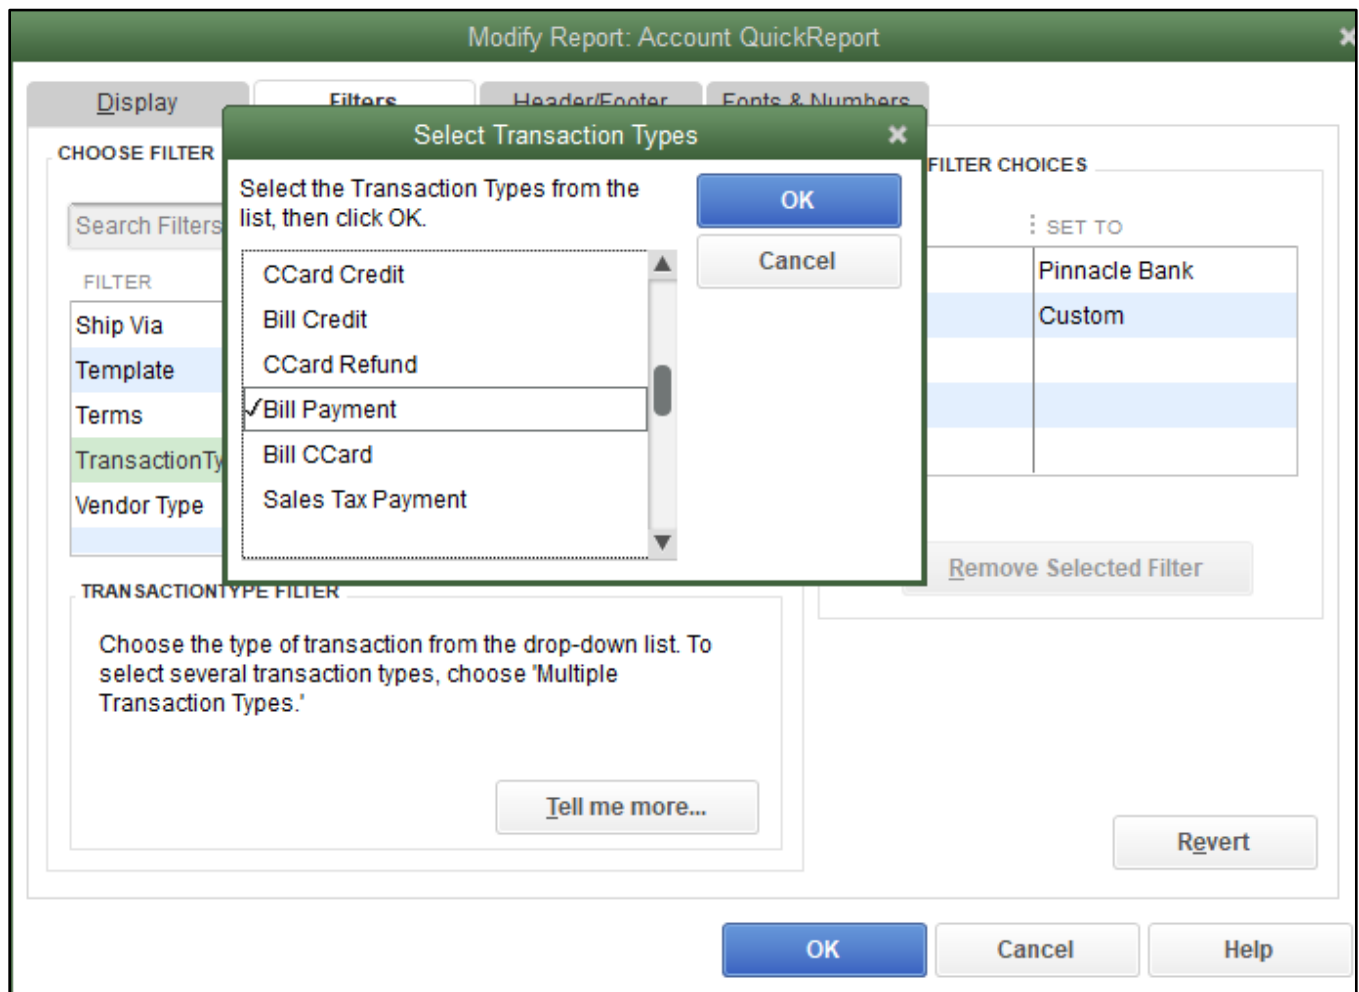 Modify Report: Account QuickReport
Display
Filters
Header/Footer
Fonts & Numbers
Select Transaction Types
CHOOSE FILTER
Search Filters
FILTER
Ship Via
Template
Terms
TransactionTy
Vendor Type
Select the Transaction Types from the
list, then click OK.
OK
Cancel
CCard Credit
Bill Credit
CCard Refund
✓Bill Payment
Bill CCard
Sales Tax Payment
FILTER CHOICES
SET TO
Pinnacle Bank
Custom
Remove Selected Filter
TRANSACTIONTYPE FILTER
Choose the type of transaction from the drop-down list. To
select several transaction types, choose 'Multiple
Transaction Types.'
Tell me more...
Revert
OK
Cancel
Help